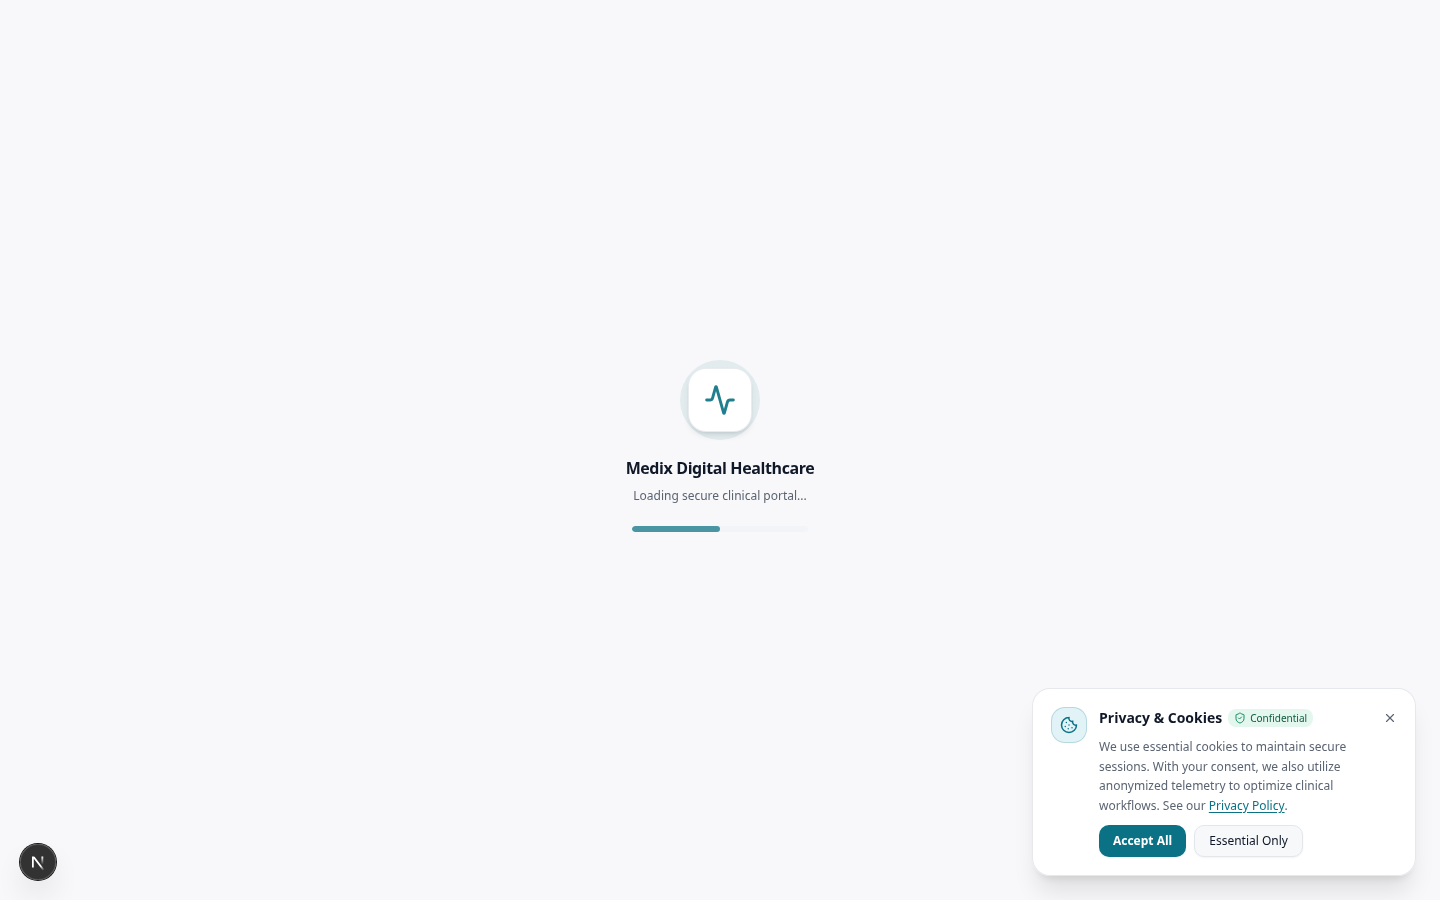 Medix Digital Healthcare
Loading secure clinical portal...
Privacy & Cookies
Confidential
We use essential cookies to maintain secure
sessions. With your consent, we also utilize
anonymized telemetry to optimize clinical
workflows. See our Privacy Policy.
Accept All
Essential Only
N